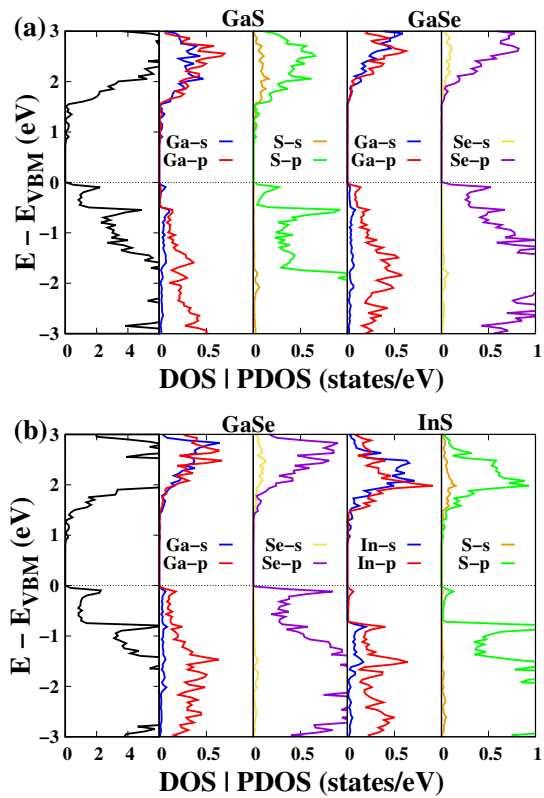 (a) GaS GaSe
3
2
1
0
-1
-2
-3
E − E_VBM (eV)
Ga−s S−s Ga−s Se−s
Ga−p S−p Ga−p Se−p
0 2 4 0 0.5 0 0.5 0 0.5 0 0.5 1
DOS | PDOS (states/eV)
(b) GaSe InS
3
2
1
0
-1
-2
-3
E − E_VBM (eV)
Ga−s Se−s In−s S−s
Ga−p Se−p In−p S−p
0 2 4 0 0.5 0 0.5 0 0.5 0 0.5 1
DOS | PDOS (states/eV)